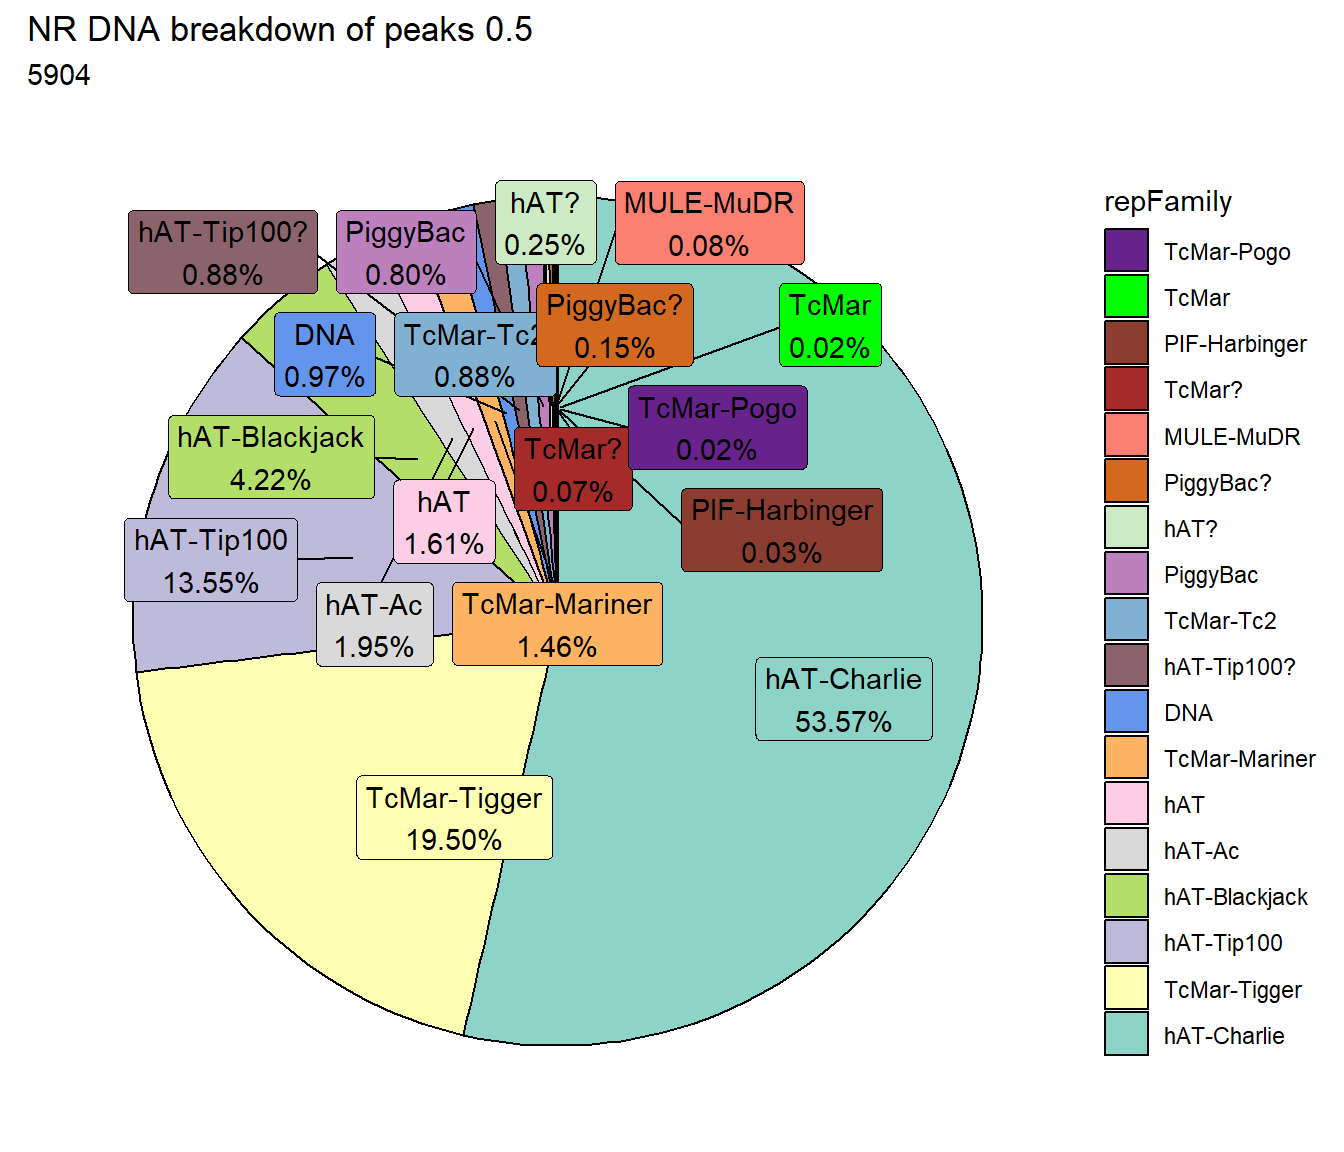 NR DNA breakdown of peaks 0.5
5904
hAT?
0.25%
MULE-MuDR
0.08%
hAT-Tip100?
0.88%
PiggyBac
0.80%
PiggyBac?
0.15%
TcMar
0.02%
DNA
0.97%
TcMar-Tc2
0.88%
TcMar-Pogo
0.02%
hAT-Blackjack
4.22%
TcMar?
0.07%
hAT
1.61%
PIF-Harbinger
0.03%
hAT-Tip100
13.55%
hAT-Ac
1.95%
TcMar-Mariner
1.46%
hAT-Charlie
53.57%
TcMar-Tigger
19.50%
repFamily
TcMar-Pogo
TcMar
PIF-Harbinger
TcMar?
MULE-MuDR
PiggyBac?
hAT?
PiggyBac
TcMar-Tc2
hAT-Tip100?
DNA
TcMar-Mariner
hAT
hAT-Ac
hAT-Blackjack
hAT-Tip100
TcMar-Tigger
hAT-Charlie